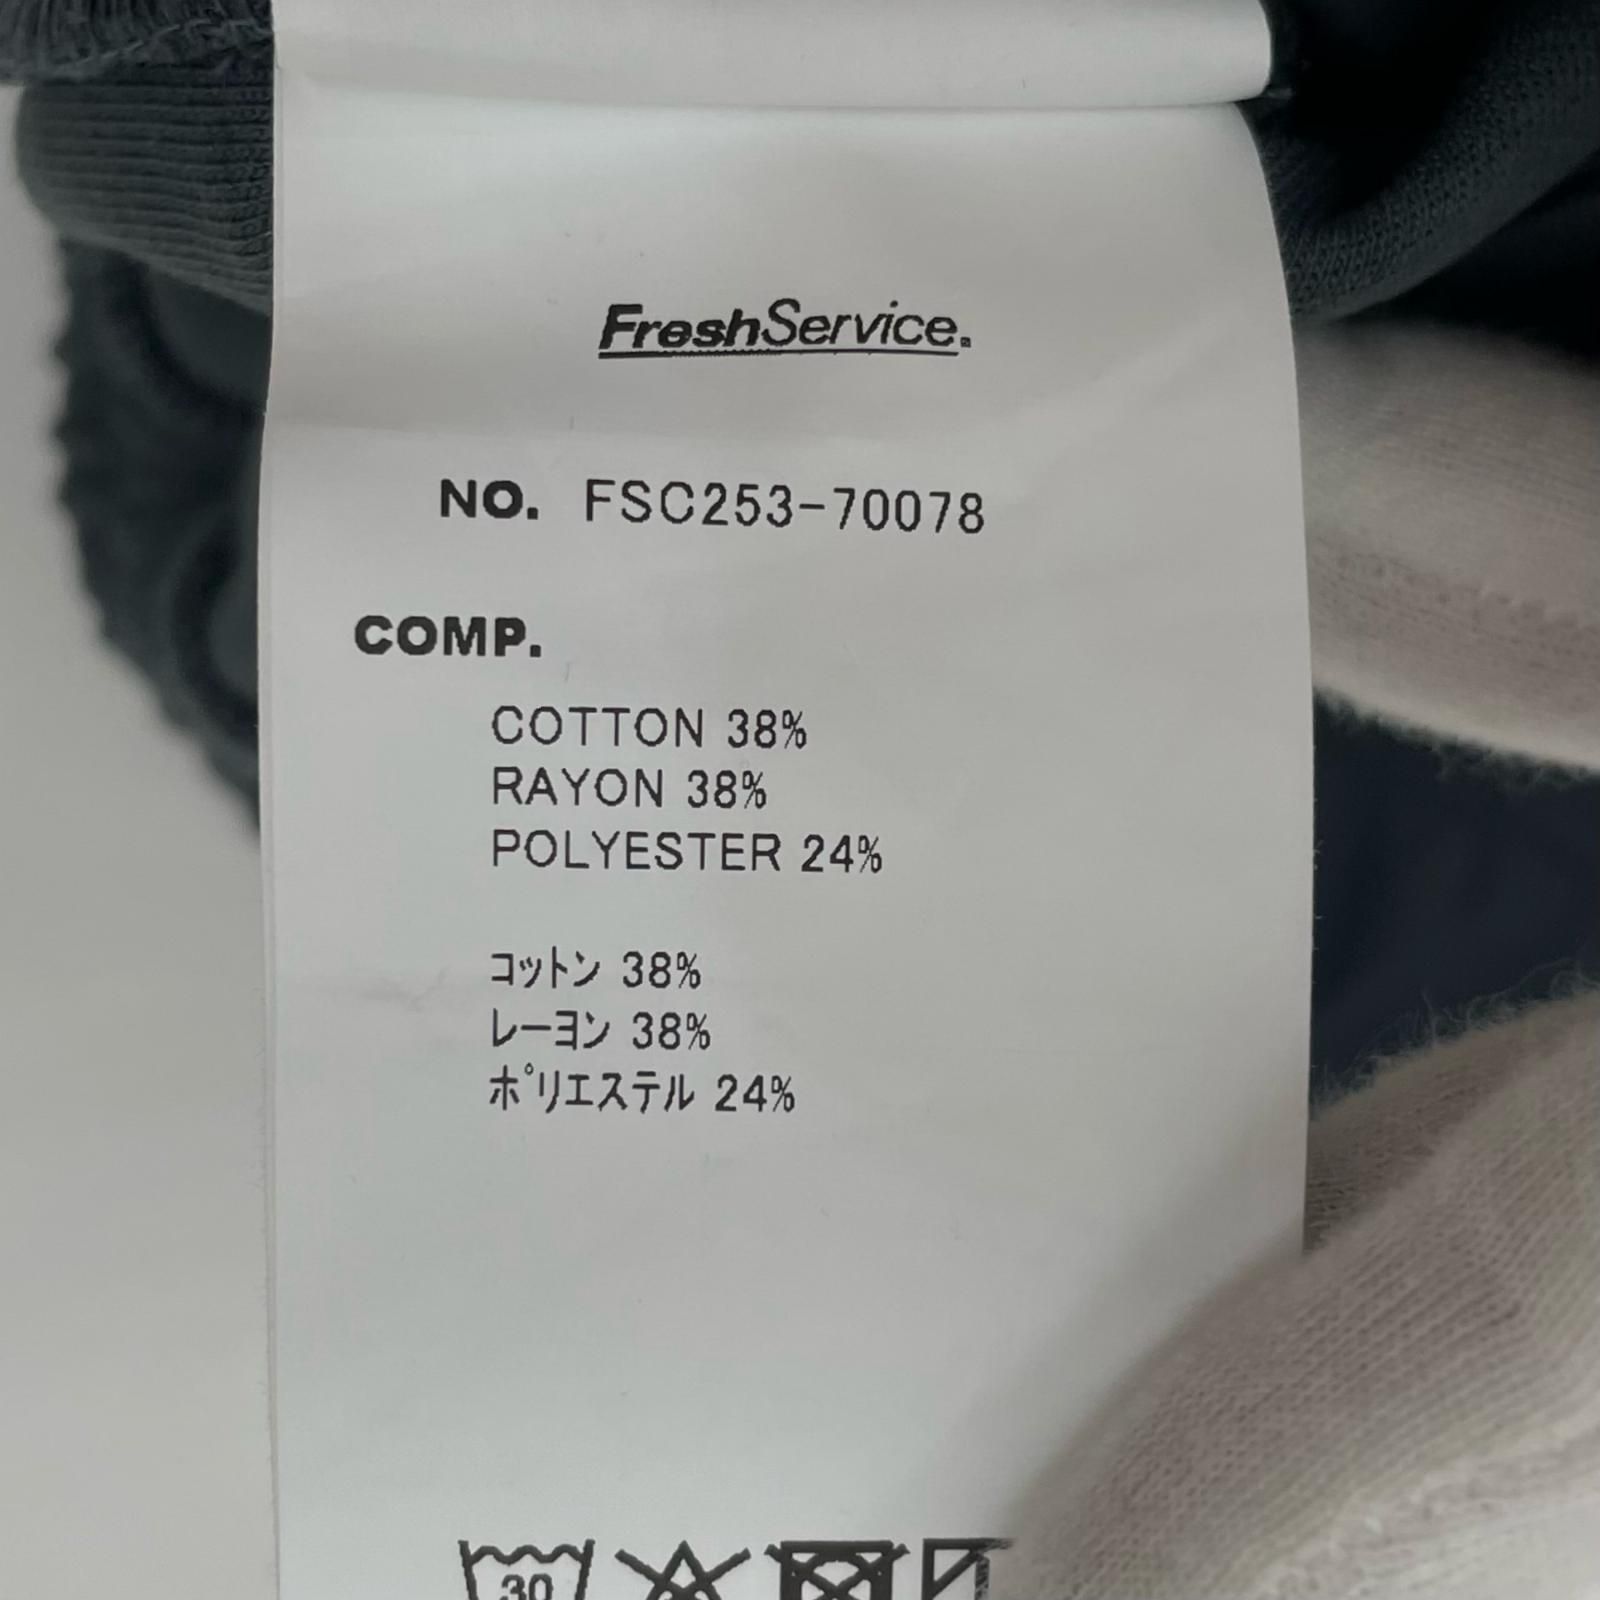 FreshService.
NO. FSC253-70078
COMP.
COTTON 38%
RAYON 38%
POLYESTER 24%
コットン 38%
レーヨン 38%
ポリエステル 24%
30